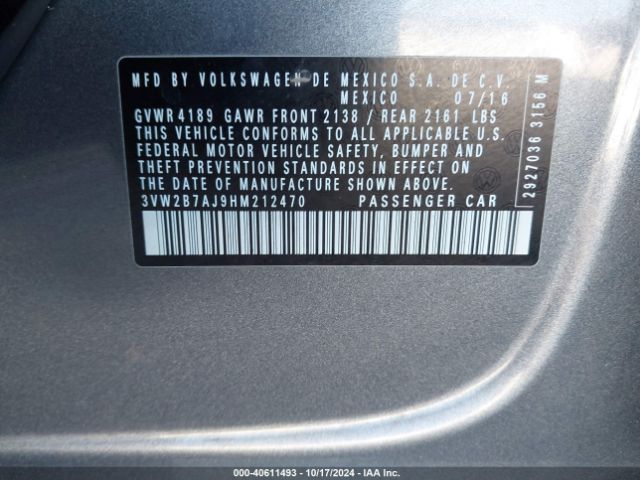 MFD BY VOLKSWAGEN DE MEXICO S.A. DE C.V.
MEXICO 07/16
GVWR 4189 GAWR FRONT 2138 / REAR 2161 LBS
THIS VEHICLE CONFORMS TO ALL APPLICABLE U.S.
FEDERAL MOTOR VEHICLE SAFETY, BUMPER AND
THEFT PREVENTION STANDARDS IN EFFECT ON
THE DATE OF MANUFACTURE SHOWN ABOVE.
3VW2B7AJ9HM212470 PASSENGER CAR
2927036 3156 M
000-40611493 - 10/17/2024 - IAA Inc.